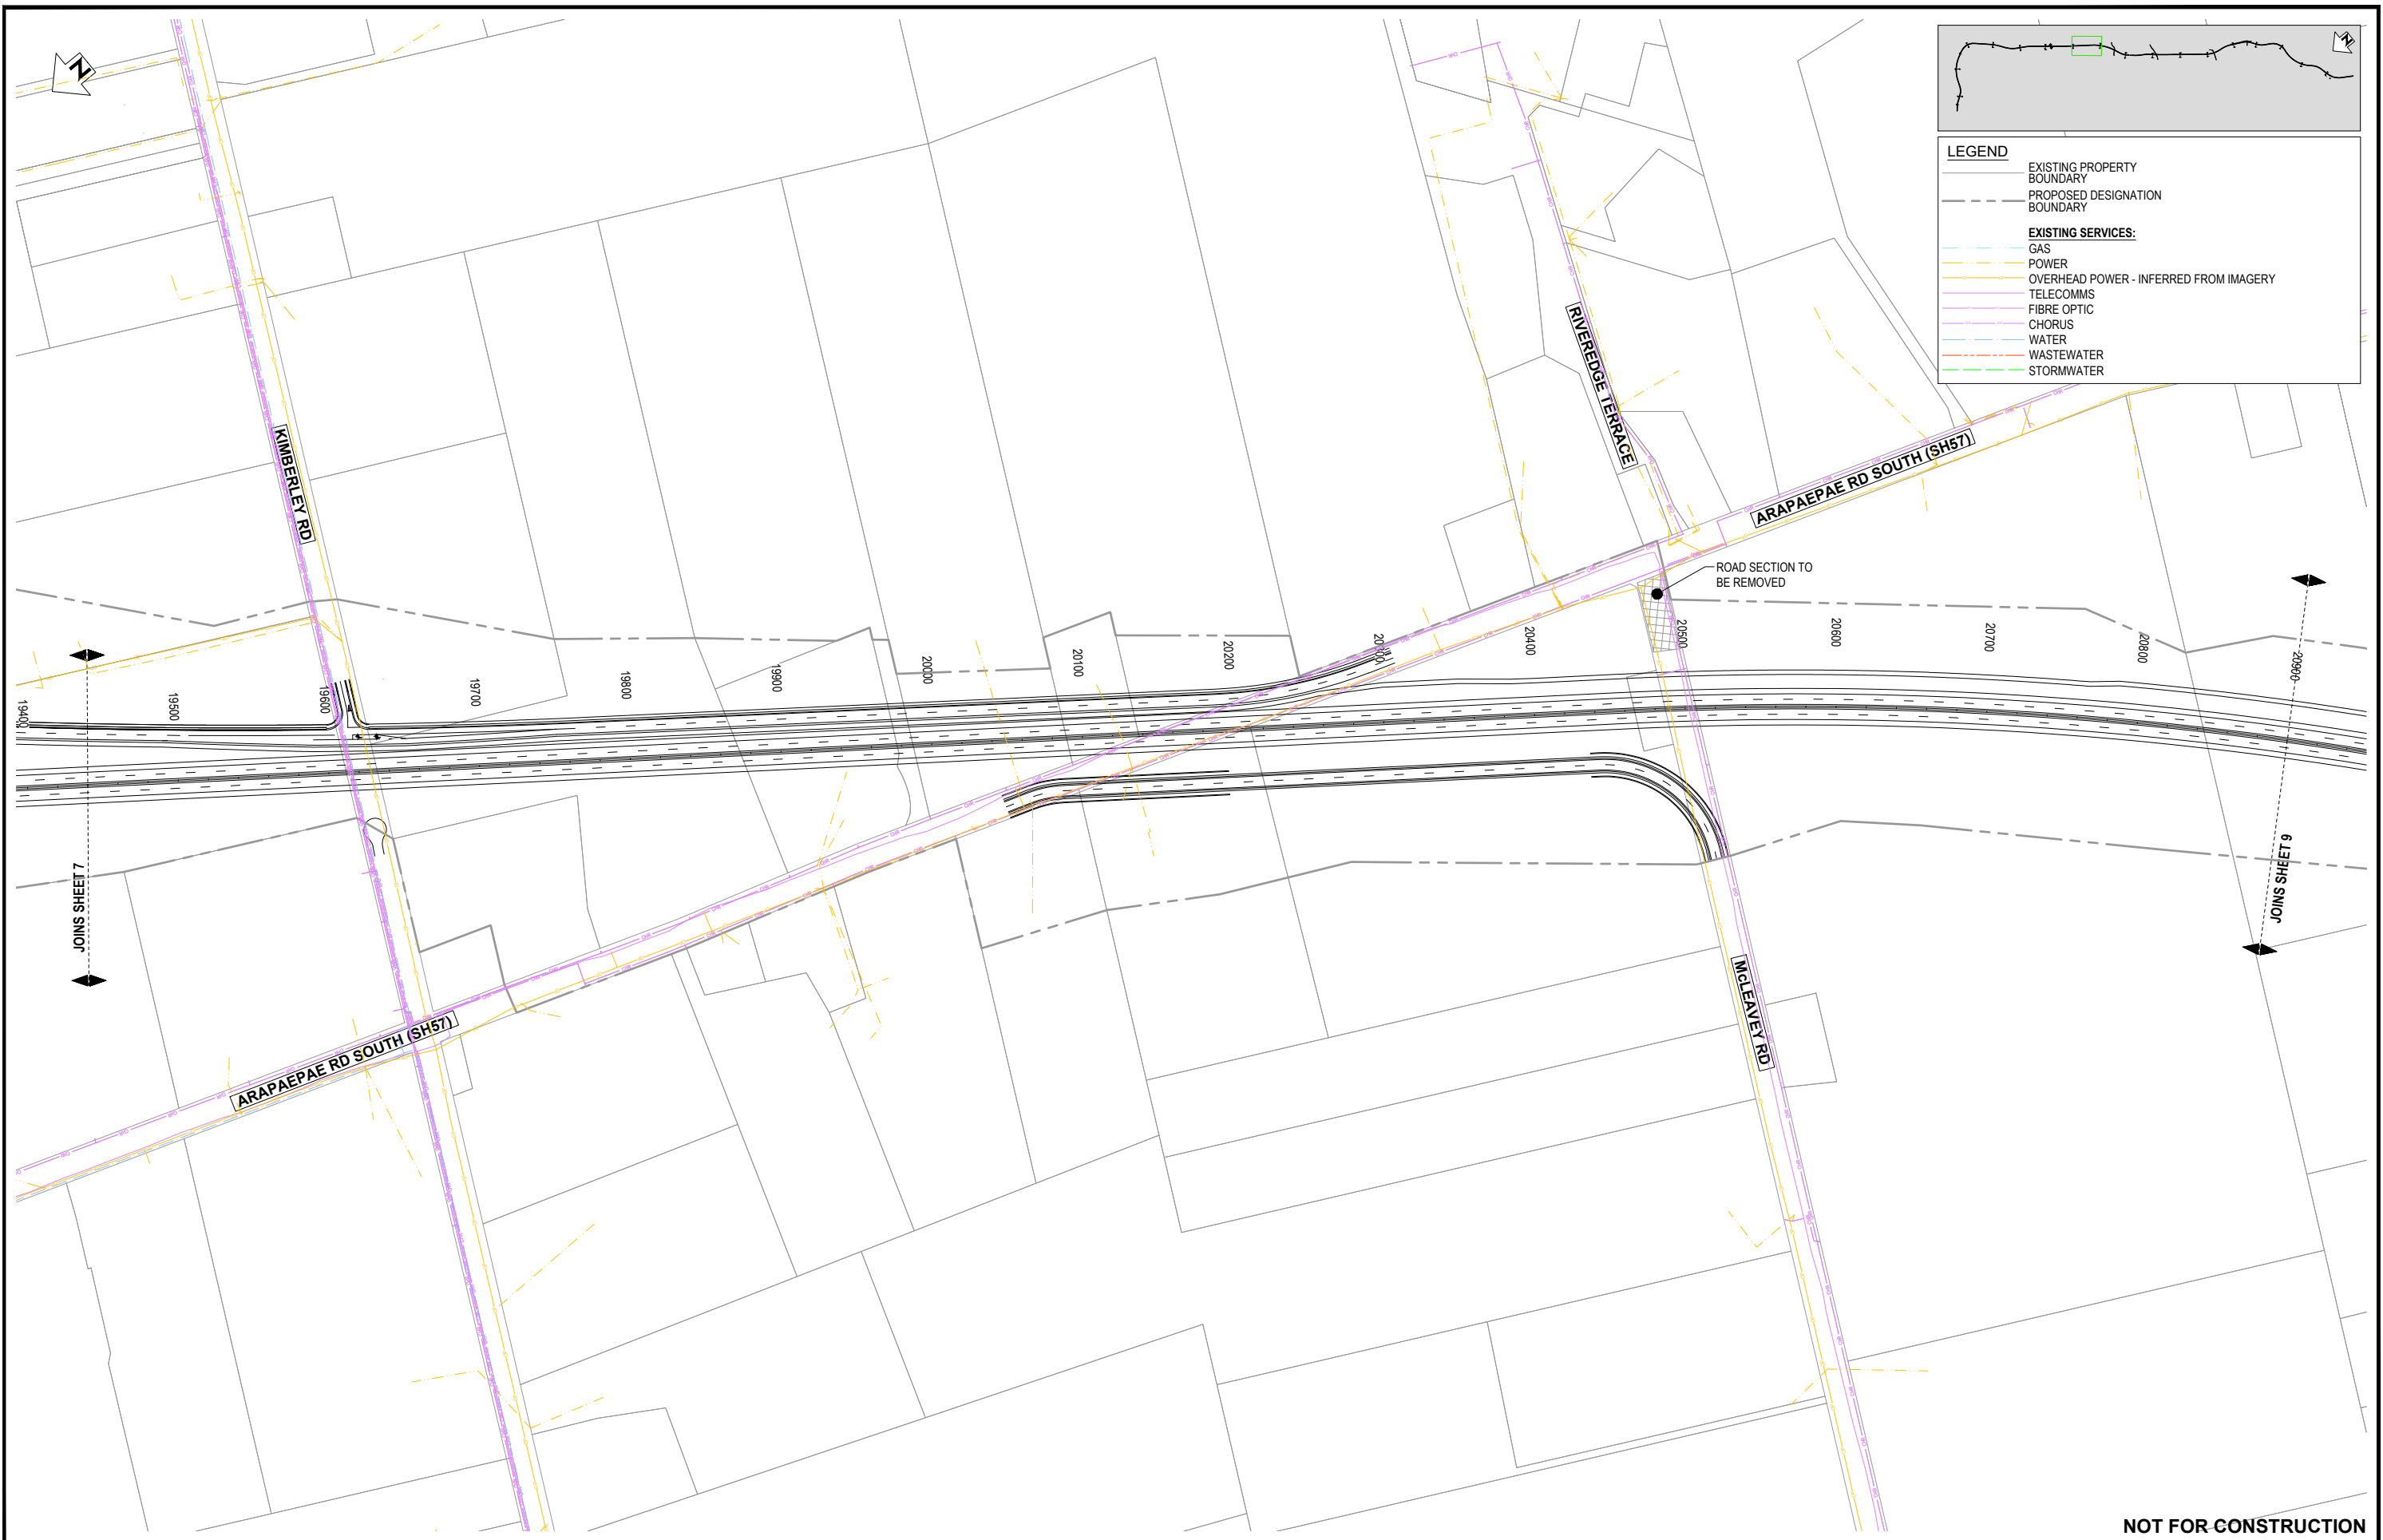 N
N
LEGEND
EXISTING PROPERTY
BOUNDARY
PROPOSED DESIGNATION
BOUNDARY
EXISTING SERVICES:
GAS
POWER
OVERHEAD POWER - INFERRED FROM IMAGERY
TELECOMMS
FIBRE OPTIC
CHORUS
WATER
WASTEWATER
STORMWATER
KIMBERLEY RD
RIVEREDGE TERRACE
ARAPAEPAE RD SOUTH (SH57)
ROAD SECTION TO
BE REMOVED
19400
19500
19600
19700
19800
19900
20000
20100
20200
20300
20400
20500
20600
20700
20800
20900
JOINS SHEET 7
JOINS SHEET 9
McLEAVEY RD
ARAPAEPAE RD SOUTH (SH57)
NOT FOR CONSTRUCTION